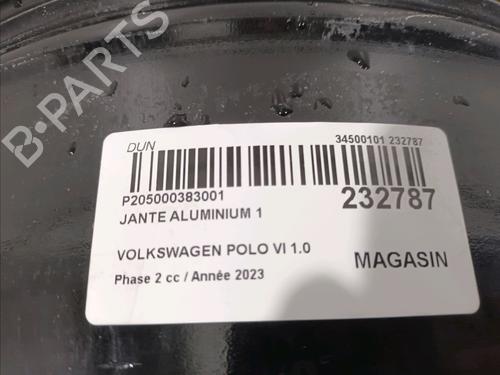 B-PARTS
DUN
34500101 232787
P205000383001
232787
JANTE ALUMINIUM 1
VOLKSWAGEN POLO VI 1.0
MAGASIN
Phase 2 cc / Année 2023